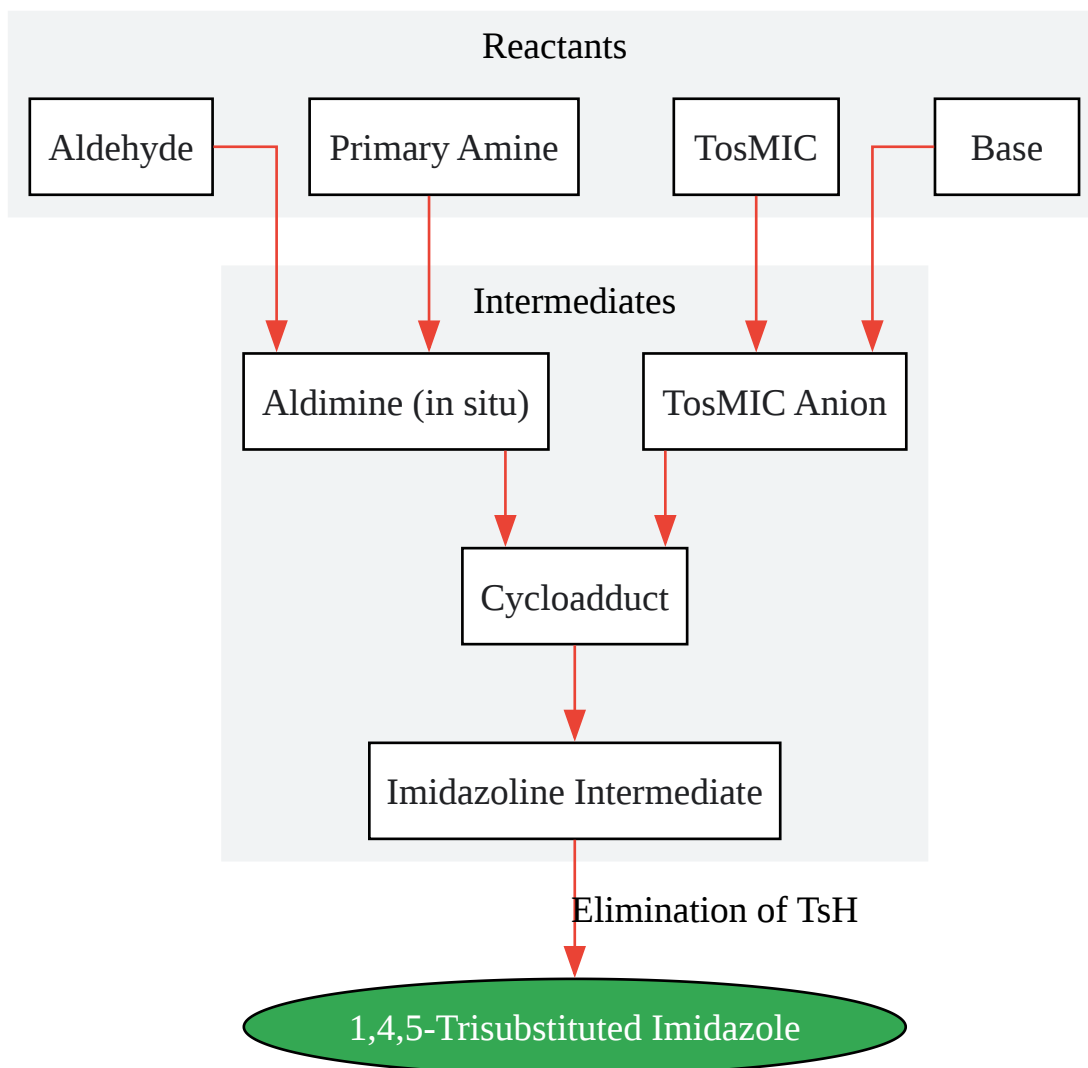 Reactants
Aldehyde
Primary Amine
TosMIC
Base
Intermediates
Aldimine (in situ)
TosMIC Anion
Cycloadduct
Imidazoline Intermediate
Elimination of TsH
1,4,5-Trisubstituted Imidazole